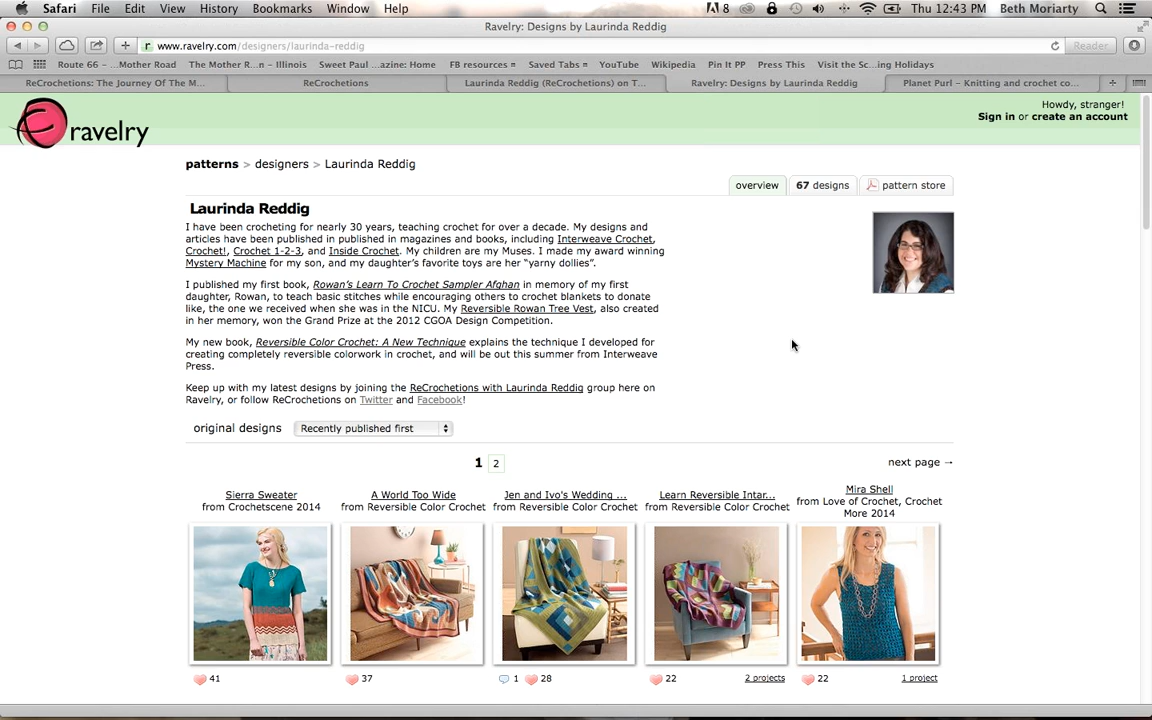 Safari File Edit View History Bookmarks Window Help 8 Thu 12:43 PM Beth Moriarty
Ravelry: Designs by Laurinda Reddig
www.ravelry.com/designers/laurinda-reddig Reader
Route 66 – ...Mother Road The Mother R...n – Illinois Sweet Paul ...azine: Home FB resources Saved Tabs YouTube Wikipedia Pin It PP Press This Visit the Sc...ing Holidays
ReCrochetions: The Journey Of The M... ReCrochetions Laurinda Reddig (ReCrochetions) on T... Ravelry: Designs by Laurinda Reddig Planet Purl – Knitting and crochet co...
ravelry
Howdy, stranger!
Sign in or create an account
patterns > designers > Laurinda Reddig
overview 67 designs pattern store
Laurinda Reddig
I have been crocheting for nearly 30 years, teaching crochet for over a decade. My designs and
articles have been published in published in magazines and books, including Interweave Crochet,
Crochet!, Crochet 1-2-3, and Inside Crochet. My children are my Muses. I made my award winning
Mystery Machine for my son, and my daughter's favorite toys are her "yarny dollies".
I published my first book, Rowan's Learn To Crochet Sampler Afghan in memory of my first
daughter, Rowan, to teach basic stitches while encouraging others to crochet blankets to donate
like, the one we received when she was in the NICU. My Reversible Rowan Tree Vest, also created
in her memory, won the Grand Prize at the 2012 CGOA Design Competition.
My new book, Reversible Color Crochet: A New Technique explains the technique I developed for
creating completely reversible colorwork in crochet, and will be out this summer from Interweave
Press.
Keep up with my latest designs by joining the ReCrochetions with Laurinda Reddig group here on
Ravelry, or follow ReCrochetions on Twitter and Facebook!
original designs Recently published first
1 2 next page →
Sierra Sweater
from Crochetscene 2014
A World Too Wide
from Reversible Color Crochet
Jen and Ivo's Wedding ...
from Reversible Color Crochet
Learn Reversible Intar...
from Reversible Color Crochet
Mira Shell
from Love of Crochet, Crochet
More 2014
41 37 1 28 22 2 projects 22 1 project